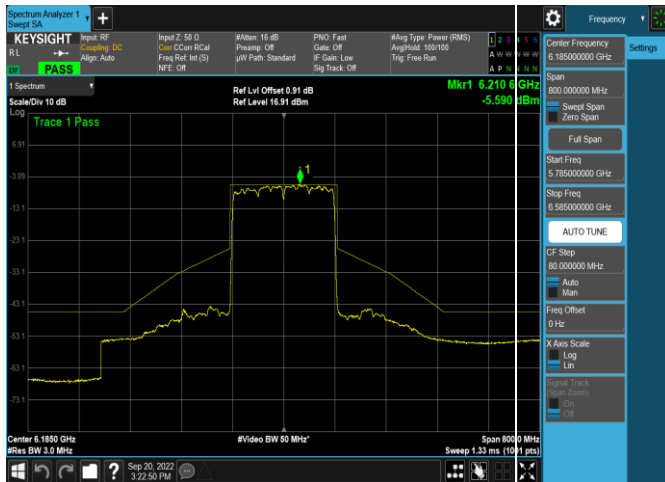 Spectrum Analyzer 1
Swept SA
+
Frequency
KEYSIGHT
Input: RF
Coupling: DC
Align: Auto
Input Z: 50 Ω
Corr CCorr RCal
Freq Ref: Int (S)
NFE: Off
#Atten: 16 dB
Preamp: Off
µW Path: Standard
PNO: Fast
Gate: Off
IF Gain: Low
Sig Track: Off
#Avg Type: Power (RMS)
Avg|Hold: 100/100
Trig: Free Run
1 2 3 4 5 6
A W W W W W
A P N N N N
R L
PASS
1 Spectrum
Scale/Div 10 dB
Log
Ref Lvl Offset 0.91 dB
Ref Level 16.91 dBm
Mkr1 6.210 6 GHz
-5.590 dBm
Trace 1 Pass
1
6.91
-3.09
-13.1
-23.1
-33.1
-43.1
-53.1
-63.1
-73.1
Center 6.1850 GHz
#Res BW 3.0 MHz
#Video BW 50 MHz*
Span 800.0 MHz
Sweep 1.33 ms (1001 pts)
Sep 20, 2022
3:22:50 PM
?
Center Frequency
6.185000000 GHz
Settings
Span
800.000000 MHz
Swept Span
Zero Span
Full Span
Start Freq
5.785000000 GHz
Stop Freq
6.585000000 GHz
AUTO TUNE
CF Step
80.000000 MHz
Auto
Man
Freq Offset
0 Hz
X Axis Scale
Log
Lin
Signal Track
(Span Zoom)
On
Off